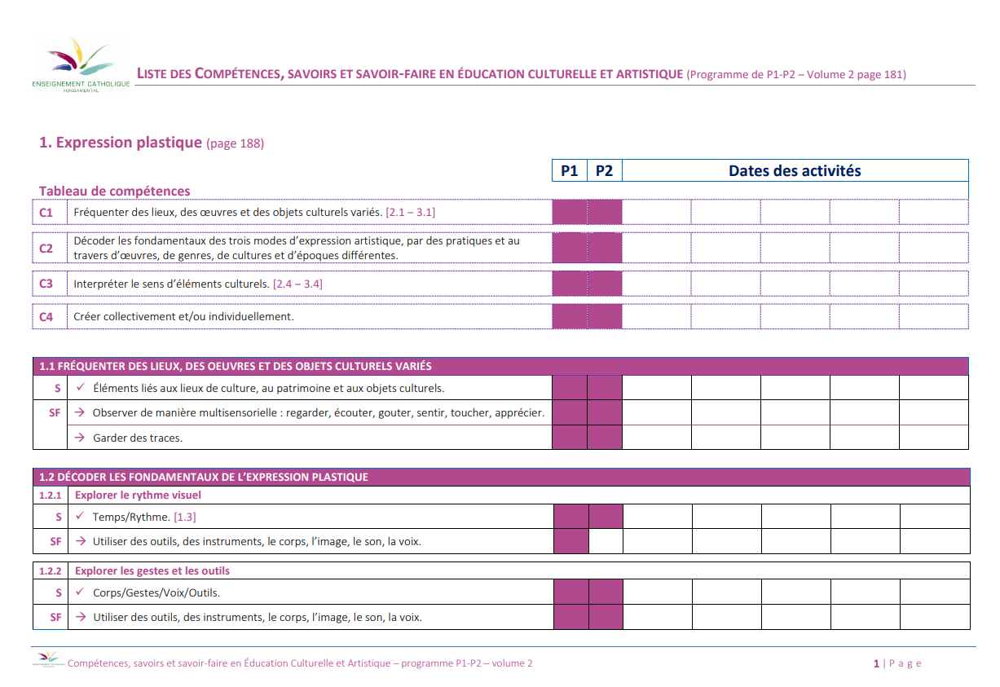 ENSEIGNEMENT CATHOLIQUE
FONDAMENTAL
LISTE DES COMPÉTENCES, SAVOIRS ET SAVOIR-FAIRE EN ÉDUCATION CULTURELLE ET ARTISTIQUE (Programme de P1-P2 – Volume 2 page 181)
1. Expression plastique (page 188)
P1 P2 Dates des activités
Tableau de compétences
C1 Fréquenter des lieux, des œuvres et des objets culturels variés. [2.1 – 3.1]
C2 Décoder les fondamentaux des trois modes d’expression artistique, par des pratiques et au
travers d’œuvres, de genres, de cultures et d’époques différentes.
C3 Interpréter le sens d’éléments culturels. [2.4 – 3.4]
C4 Créer collectivement et/ou individuellement.
1.1 FRÉQUENTER DES LIEUX, DES OEUVRES ET DES OBJETS CULTURELS VARIÉS
S ✓ Éléments liés aux lieux de culture, au patrimoine et aux objets culturels.
SF → Observer de manière multisensorielle : regarder, écouter, gouter, sentir, toucher, apprécier.
→ Garder des traces.
1.2 DÉCODER LES FONDAMENTAUX DE L’EXPRESSION PLASTIQUE
1.2.1 Explorer le rythme visuel
S ✓ Temps/Rythme. [1.3]
SF → Utiliser des outils, des instruments, le corps, l’image, le son, la voix.
1.2.2 Explorer les gestes et les outils
S ✓ Corps/Gestes/Voix/Outils.
SF → Utiliser des outils, des instruments, le corps, l’image, le son, la voix.
Compétences, savoirs et savoir-faire en Éducation Culturelle et Artistique – programme P1-P2 – volume 2
1 | Page